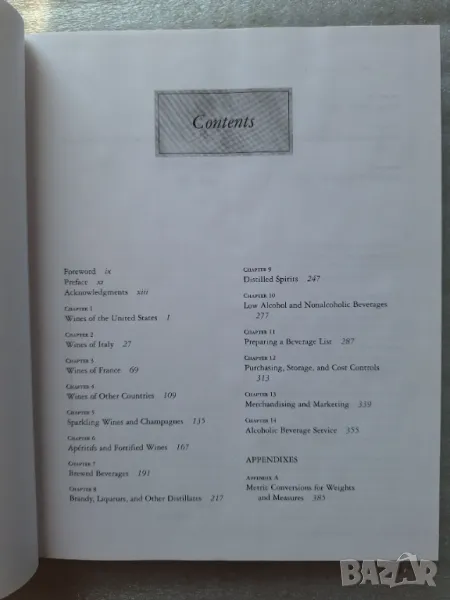 Contents
Foreword ix
Preface xi
Acknowledgments xiii
CHAPTER 1
Wines of the United States 1
CHAPTER 2
Wines of Italy 27
CHAPTER 3
Wines of France 69
CHAPTER 4
Wines of Other Countries 109
CHAPTER 5
Sparkling Wines and Champagnes 135
CHAPTER 6
Apéritifs and Fortified Wines 167
CHAPTER 7
Brewed Beverages 191
CHAPTER 8
Brandy, Liqueurs, and Other Distillates 217
CHAPTER 9
Distilled Spirits 247
CHAPTER 10
Low Alcohol and Nonalcoholic Beverages
277
CHAPTER 11
Preparing a Beverage List 287
CHAPTER 12
Purchasing, Storage, and Cost Controls
313
CHAPTER 13
Merchandising and Marketing 339
CHAPTER 14
Alcoholic Beverage Service 355
APPENDIXES
APPENDIX A
Metric Conversions for Weights
and Measures 385
BAZAR